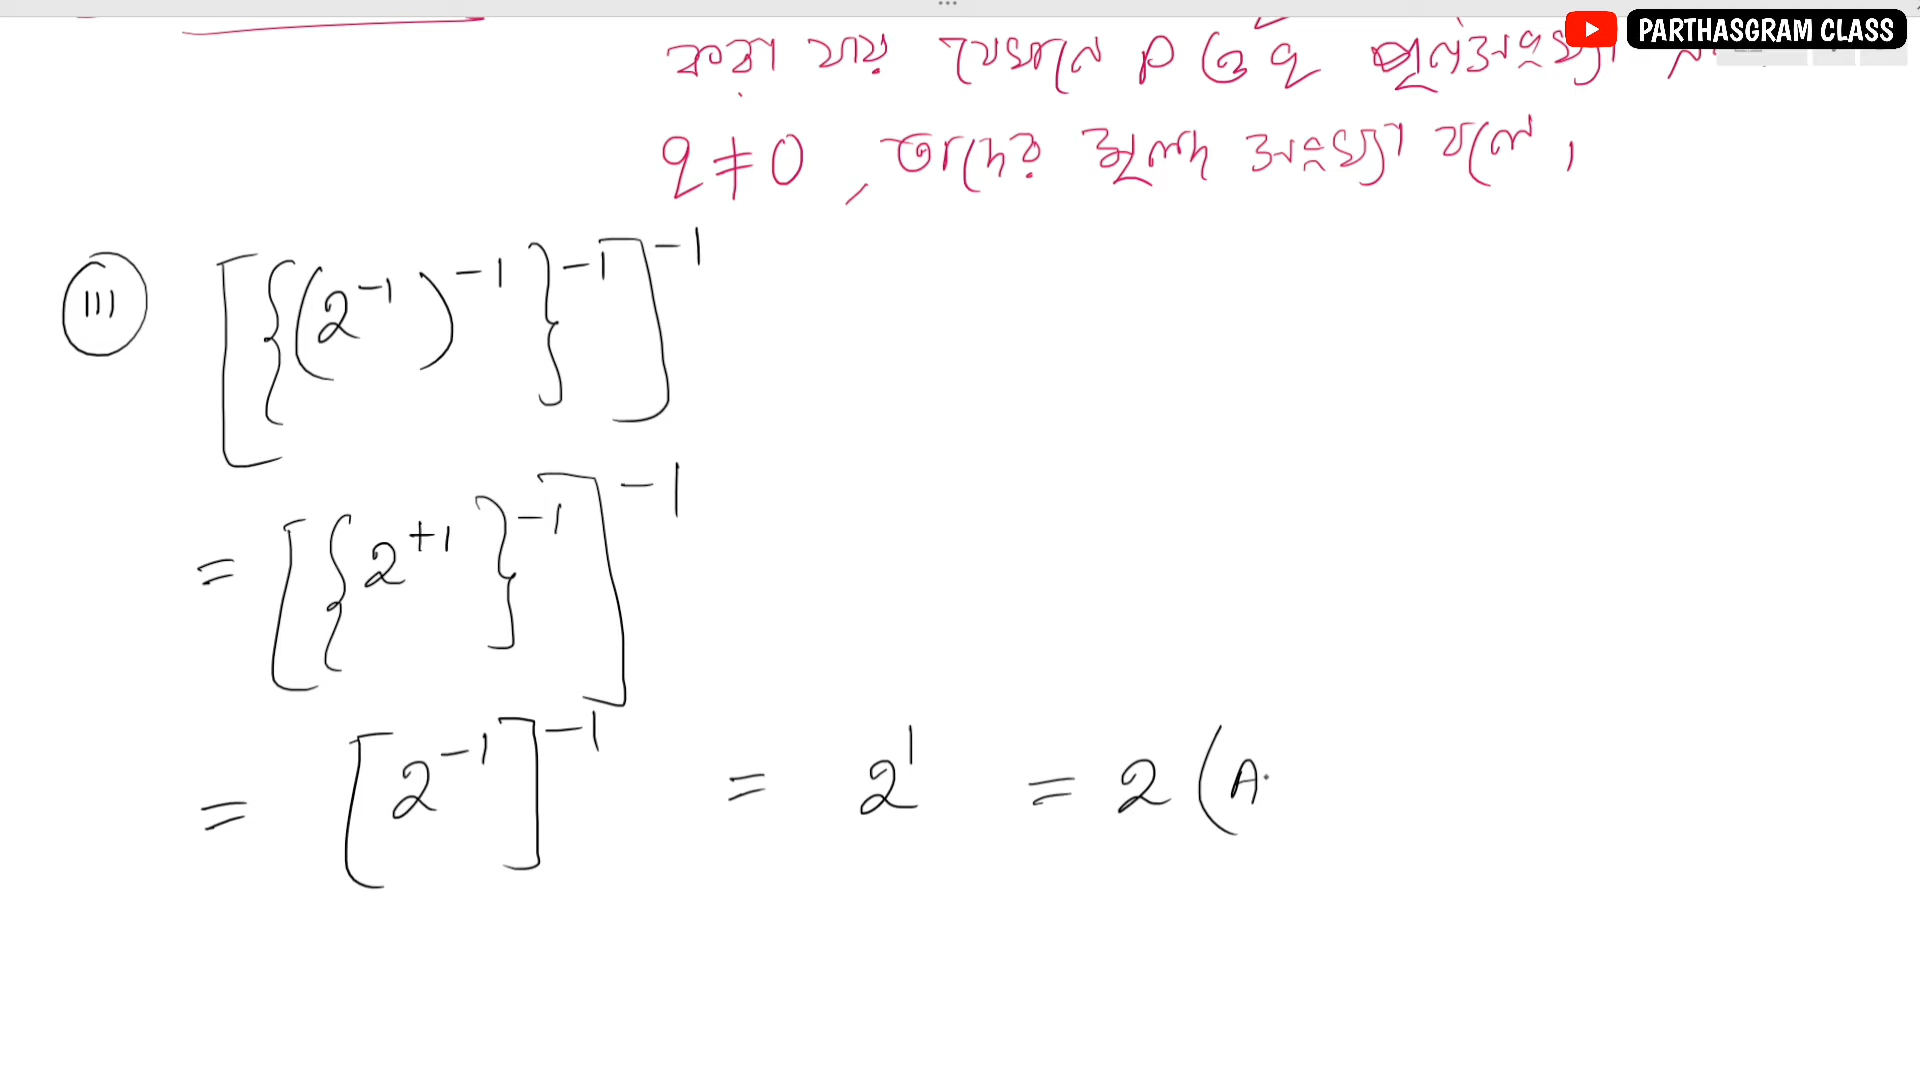 PARTHASGRAM CLASS
করা যায় যেখানে p ও q পূর্ণসংখ্যা
q ≠ 0 , তাদের মূলদ সংখ্যা বলে ।
(iii) [{(2⁻¹)⁻¹}⁻¹]⁻¹
= [{2⁺¹}⁻¹]⁻¹
= [2⁻¹]⁻¹ = 2¹ = 2 (A.